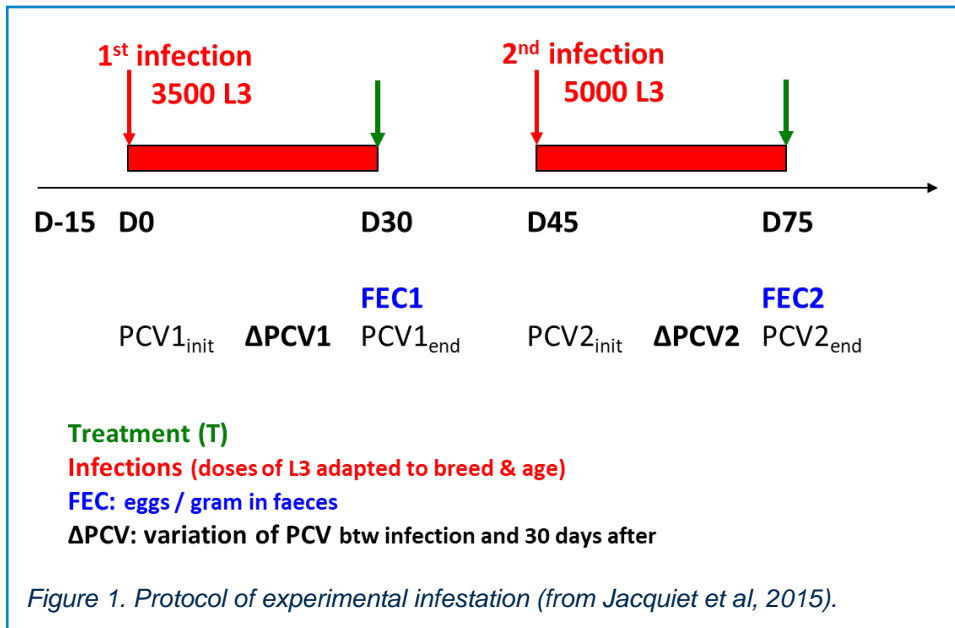 1st infection 2nd infection
3500 L3 5000 L3
D-15 D0 D30 D45 D75
FEC1 FEC2
PCV1init ΔPCV1 PCV1end PCV2init ΔPCV2 PCV2end
Treatment (T)
Infections (doses of L3 adapted to breed & age)
FEC: eggs / gram in faeces
ΔPCV: variation of PCV btw infection and 30 days after
Figure 1. Protocol of experimental infestation (from Jacquiet et al, 2015).